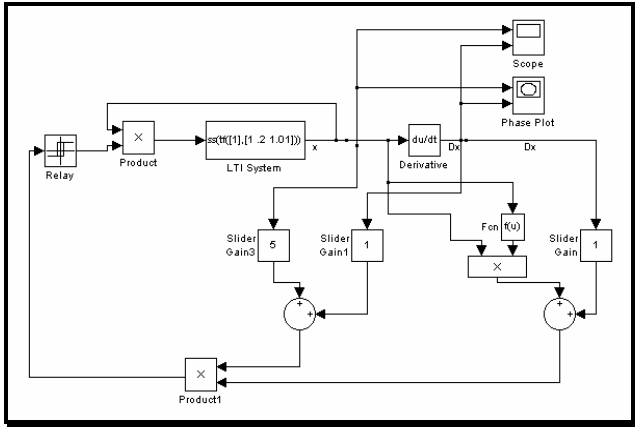 Scope
Phase Plot
×
Product
Relay
ss(tf([1],[1 .2 1.01]))
LTI System
x
du/dt
Derivative
Dx
Dx
Slider
Gain3
5
Slider
Gain1
1
Fcn
f(u)
×
Slider
Gain
1
+
+
+
+
×
Product1